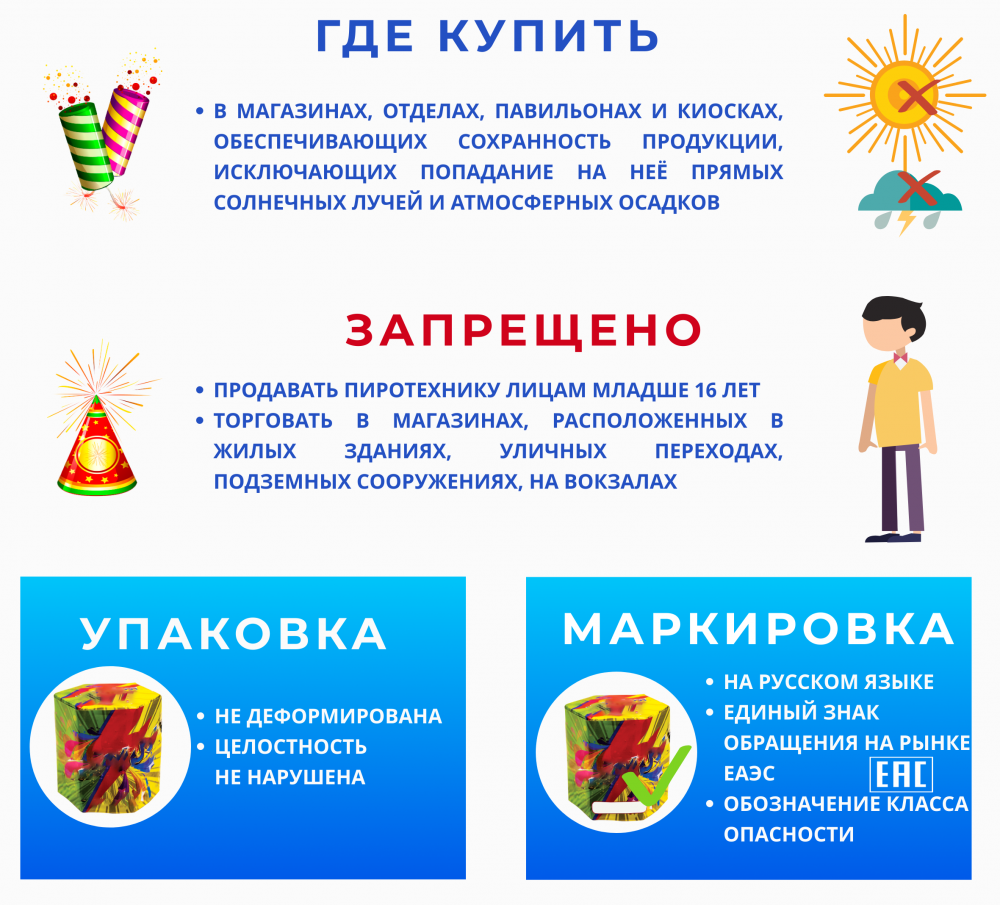 ГДЕ КУПИТЬ
В МАГАЗИНАХ, ОТДЕЛАХ, ПАВИЛЬОНАХ И КИОСКАХ,
ОБЕСПЕЧИВАЮЩИХ СОХРАННОСТЬ ПРОДУКЦИИ,
ИСКЛЮЧАЮЩИХ ПОПАДАНИЕ НА НЕЁ ПРЯМЫХ
СОЛНЕЧНЫХ ЛУЧЕЙ И АТМОСФЕРНЫХ ОСАДКОВ
ЗАПРЕЩЕНО
ПРОДАВАТЬ ПИРОТЕХНИКУ ЛИЦАМ МЛАДШЕ 16 ЛЕТ
ТОРГОВАТЬ В МАГАЗИНАХ, РАСПОЛОЖЕННЫХ В
ЖИЛЫХ ЗДАНИЯХ, УЛИЧНЫХ ПЕРЕХОДАХ,
ПОДЗЕМНЫХ СООРУЖЕНИЯХ, НА ВОКЗАЛАХ
УПАКОВКА
НЕ ДЕФОРМИРОВАНА
ЦЕЛОСТНОСТЬ
НЕ НАРУШЕНА
МАРКИРОВКА
НА РУССКОМ ЯЗЫКЕ
ЕДИНЫЙ ЗНАК
ОБРАЩЕНИЯ НА РЫНКЕ
ЕАЭС
EAC
ОБОЗНАЧЕНИЕ КЛАССА
ОПАСНОСТИ